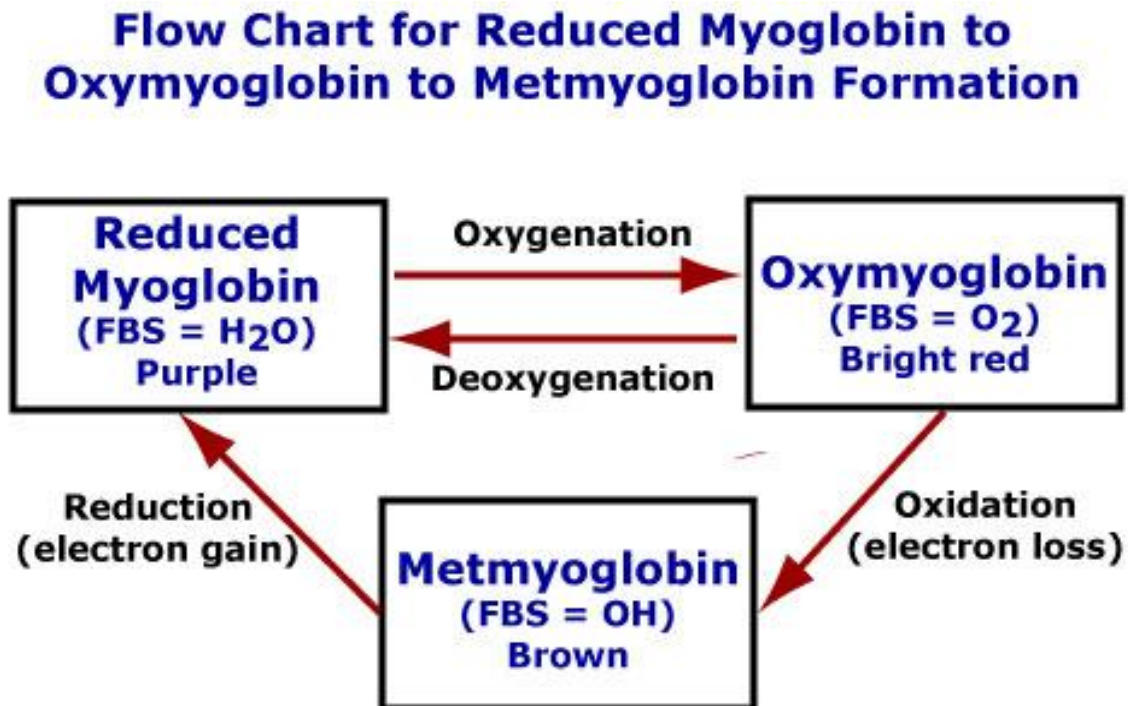 Flow Chart for Reduced Myoglobin to
Oxymyoglobin to Metmyoglobin Formation
Reduced
Myoglobin
(FBS = H₂O)
Purple
Oxygenation
Deoxygenation
Oxymyoglobin
(FBS = O₂)
Bright red
Reduction
(electron gain)
Oxidation
(electron loss)
Metmyoglobin
(FBS = OH)
Brown